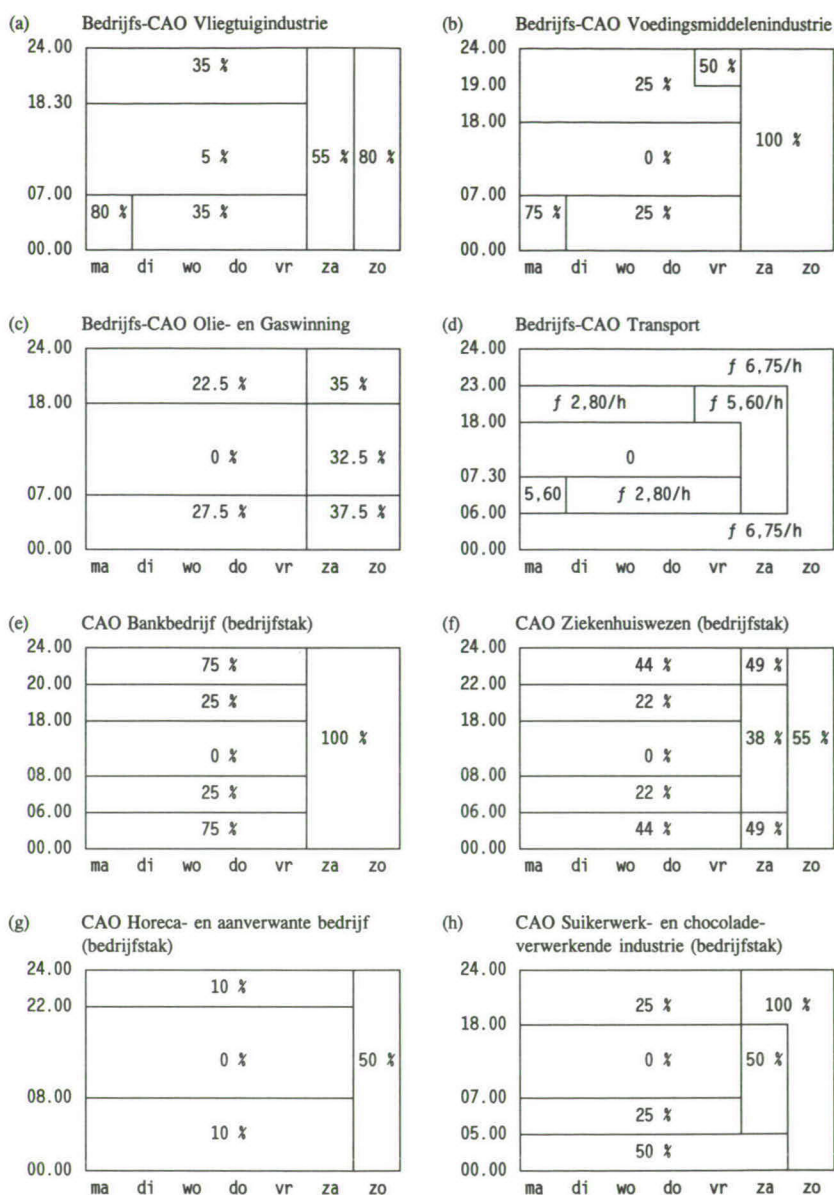 (a) Bedrijfs-CAO Vliegtuigindustrie
24.00
35 %
18.30
5 % 55 % 80 %
07.00
80 % 35 %
00.00
ma di wo do vr za zo
(b) Bedrijfs-CAO Voedingsmiddelenindustrie
24.00
50 %
19.00
25 %
18.00
100 %
0 %
07.00
75 % 25 %
00.00
ma di wo do vr za zo
(c) Bedrijfs-CAO Olie- en Gaswinning
24.00
22.5 % 35 %
18.00
0 % 32.5 %
07.00
27.5 % 37.5 %
00.00
ma di wo do vr za zo
(d) Bedrijfs-CAO Transport
24.00
ƒ 6,75/h
23.00
ƒ 2,80/h ƒ 5,60/h
18.00
0
07.30
5,60 ƒ 2,80/h
06.00
ƒ 6,75/h
00.00
ma di wo do vr za zo
(e) CAO Bankbedrijf (bedrijfstak)
24.00
75 %
20.00
25 %
18.00
100 %
0 %
08.00
25 %
06.00
75 %
00.00
ma di wo do vr za zo
(f) CAO Ziekenhuiswezen (bedrijfstak)
24.00
44 % 49 %
22.00
22 %
18.00
38 % 55 %
0 %
08.00
22 %
06.00
44 % 49 %
00.00
ma di wo do vr za zo
(g) CAO Horeca- en aanverwante bedrijf
(bedrijfstak)
24.00
10 %
22.00
0 % 50 %
08.00
10 %
00.00
ma di wo do vr za zo
(h) CAO Suikerwerk- en chocolade-
verwerkende industrie (bedrijfstak)
24.00
25 % 100 %
18.00
0 % 50 %
07.00
25 %
05.00
50 %
00.00
ma di wo do vr za zo